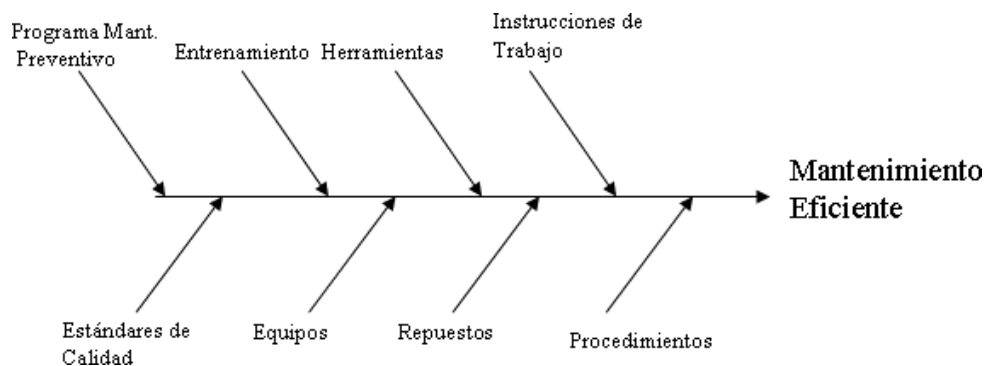 Programa Mant.
Preventivo
Entrenamiento
Herramientas
Instrucciones de
Trabajo
Mantenimiento
Eficiente
Estándares de
Calidad
Equipos
Repuestos
Procedimientos